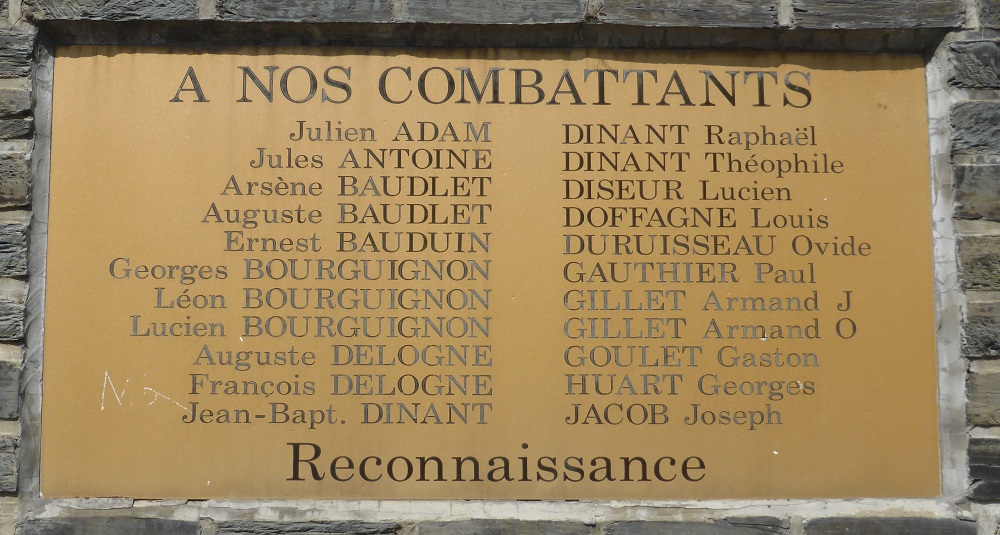 A NOS COMBATTANTS
Julien ADAM
Jules ANTOINE
Arsène BAUDLET
Auguste BAUDLET
Ernest BAUDUIN
Georges BOURGUIGNON
Léon BOURGUIGNON
Lucien BOURGUIGNON
Auguste DELOGNE
François DELOGNE
Jean-Bapt. DINANT
DINANT Raphaël
DINANT Théophile
DISEUR Lucien
DOFFAGNE Louis
DURUISSEAU Ovide
GAUTHIER Paul
GILLET Armand J
GILLET Armand O
GOULET Gaston
HUART Georges
JACOB Joseph
Reconnaissance